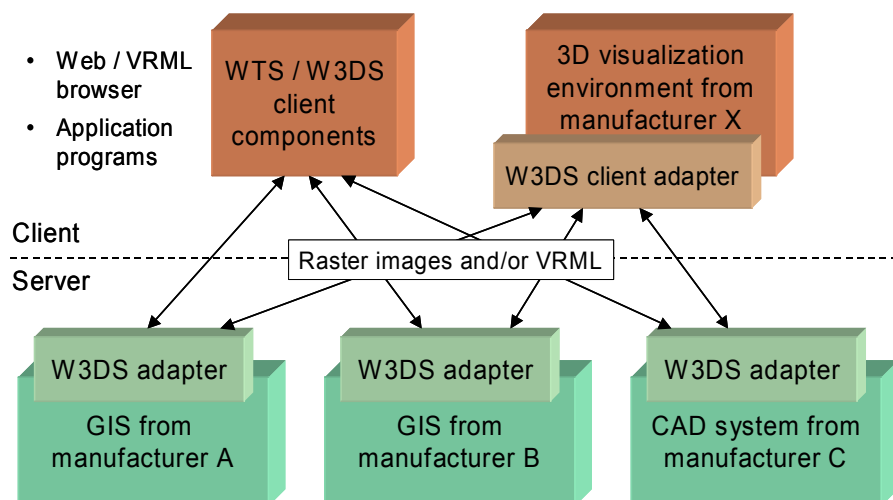 • Web / VRML
browser
• Application
programs
WTS / W3DS
client
components
3D visualization
environment from
manufacturer X
W3DS client adapter
Client
Raster images and/or VRML
Server
W3DS adapter
GIS from
manufacturer A
W3DS adapter
GIS from
manufacturer B
W3DS adapter
CAD system from
manufacturer C